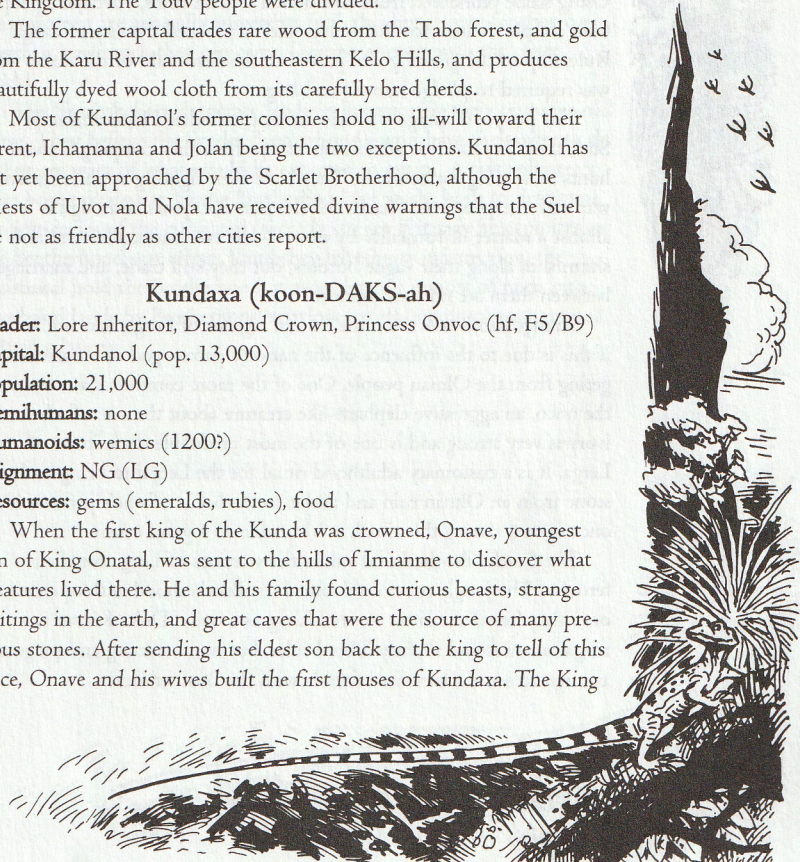 Kingdom. The Touv people were divided.
The former capital trades rare wood from the Tabo forest, and gold
om the Karu River and the southeastern Kelo Hills, and produces
autifully dyed wool cloth from its carefully bred herds.
Most of Kundanol's former colonies hold no ill-will toward their
rent, Ichamamna and Jolan being the two exceptions. Kundanol has
t yet been approached by the Scarlet Brotherhood, although the
iests of Uvot and Nola have received divine warnings that the Suel
e not as friendly as other cities report.
Kundaxa (koon-DAKS-ah)
ader: Lore Inheritor, Diamond Crown, Princess Onvoc (hf, F5/B9)
apital: Kundanol (pop. 13,000)
opulation: 21,000
emihumans: none
umanoids: wemics (1200?)
ignment: NG (LG)
esources: gems (emeralds, rubies), food
When the first king of the Kunda was crowned, Onave, youngest
n of King Onatal, was sent to the hills of Imianmo to discover what
eatures lived there. He and his family found curious beasts, strange
itings in the earth, and great caves that were the source of many pre-
ous stones. After sending his eldest son back to the king to tell of this
ce, Onave and his wives built the first houses of Kundaxa. The King